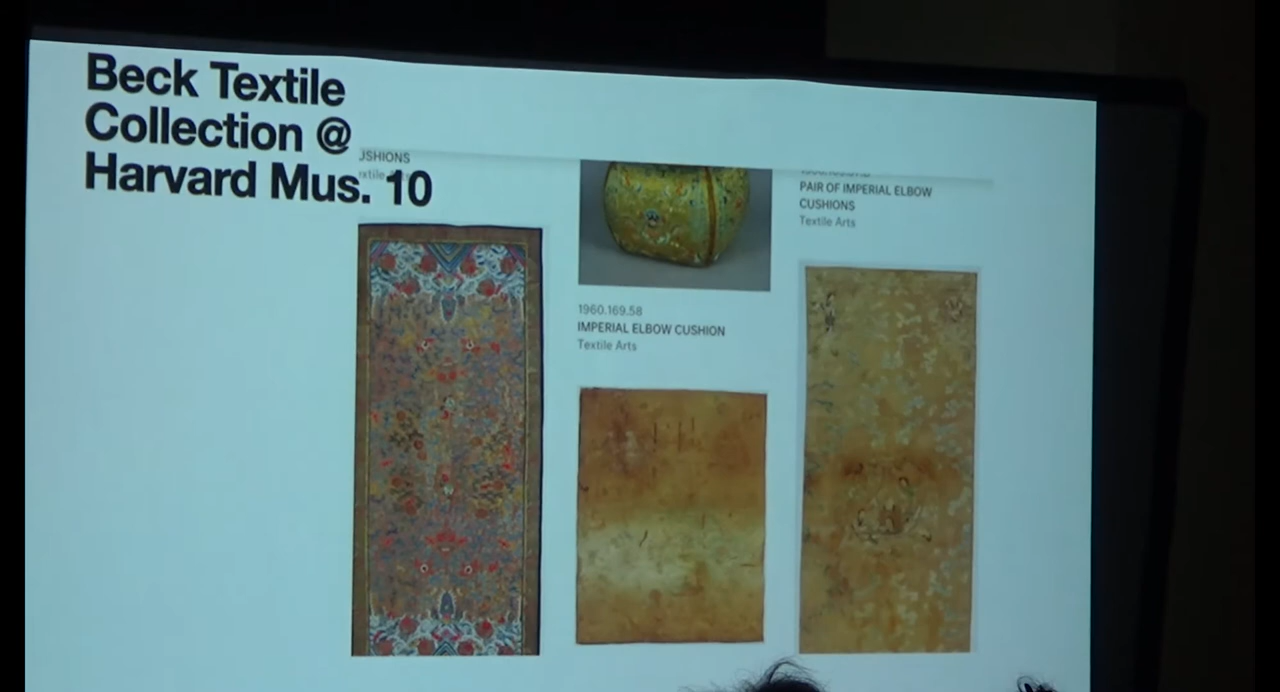 Beck Textile
Collection @
Harvard Mus. 10
PAIR OF IMPERIAL ELBOW
CUSHIONS
Textile Arts
1960.169.58
IMPERIAL ELBOW CUSHION
Textile Arts